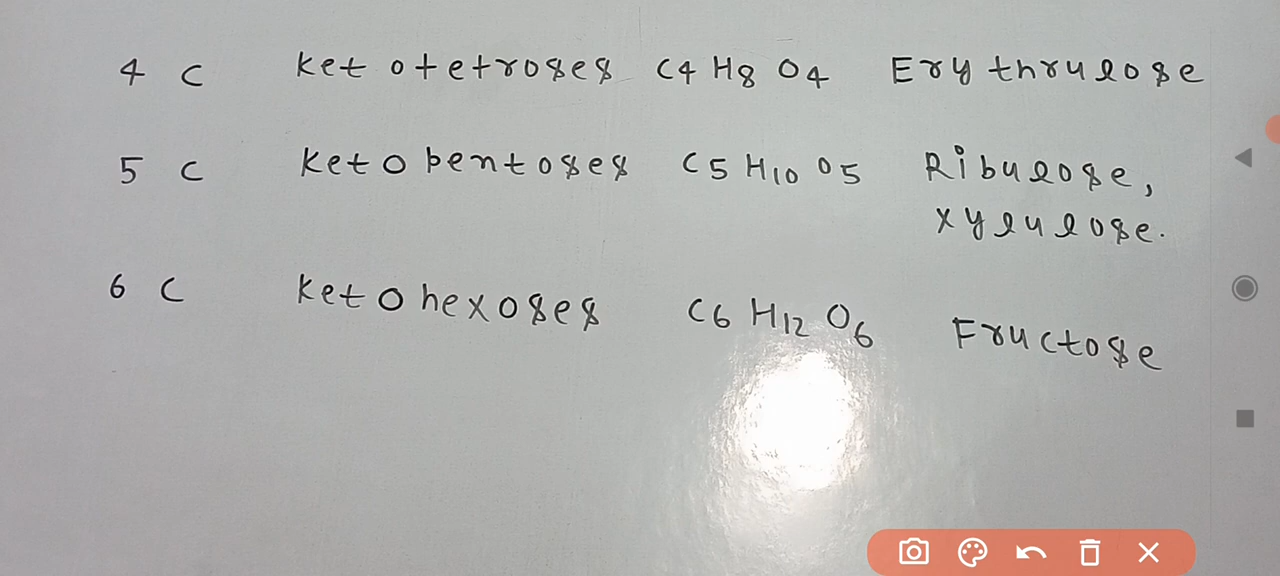 4 C ketotetroses C4 H8 O4 Erythrulose
5 C ketopentoses C5 H10 O5 Ribulose,
xylulose.
6 C ketohexoses C6 H12 O6 Fructose